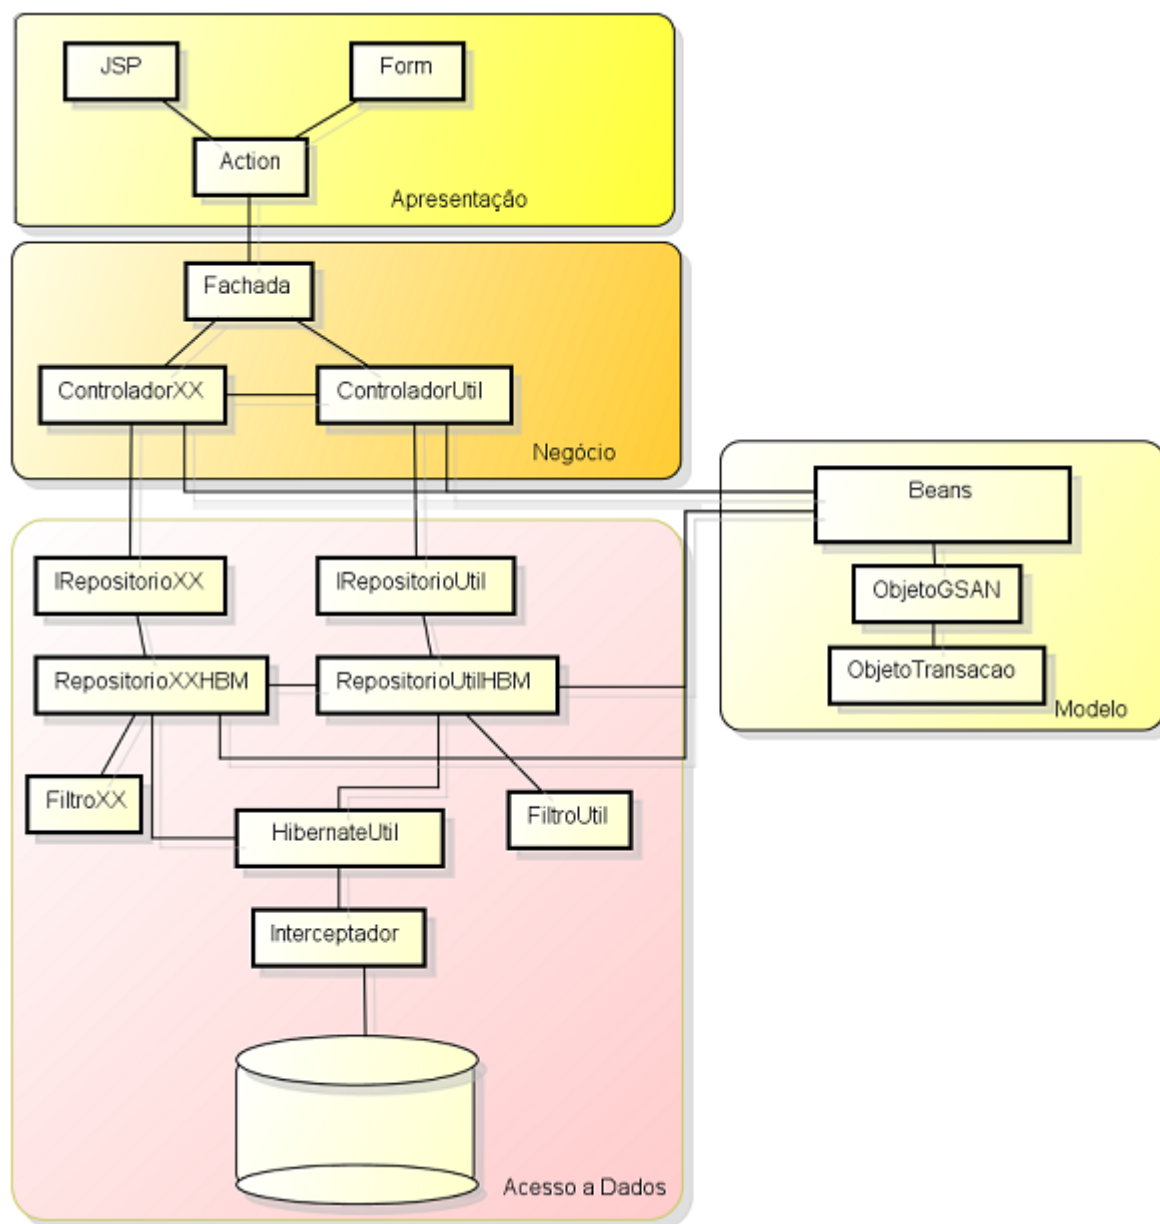 JSP
Form
Action
Apresentação
Fachada
ControladorXX
ControladorUtil
Negócio
Beans
ObjetoGSAN
ObjetoTransacao
Modelo
IRepositorioXX
IRepositorioUtil
RepositorioXXHBM
RepositorioUtilHBM
FiltroXX
HibernateUtil
FiltroUtil
Interceptador
Acesso a Dados